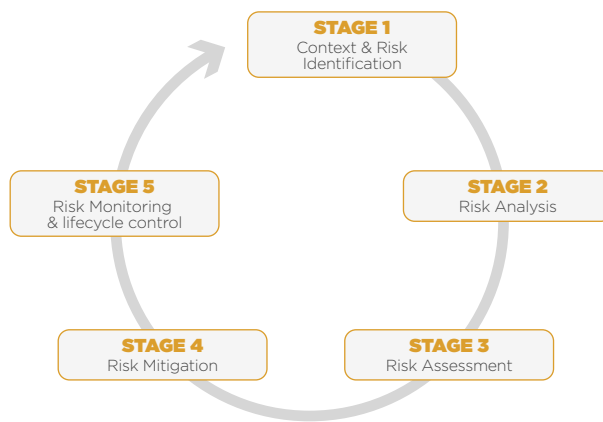 STAGE 1
Context & Risk
Identification
STAGE 2
Risk Analysis
STAGE 3
Risk Assessment
STAGE 4
Risk Mitigation
STAGE 5
Risk Monitoring
& lifecycle control